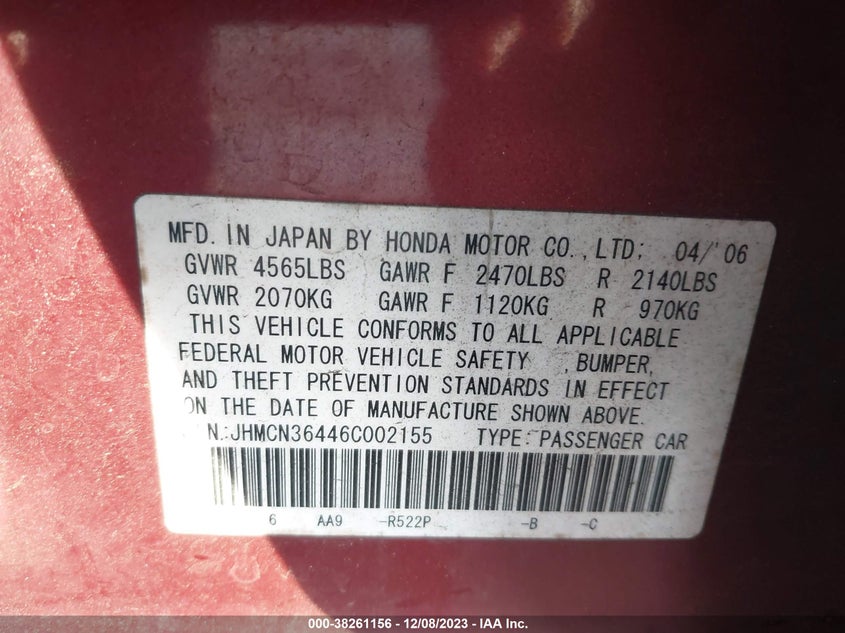 MFD. IN JAPAN BY HONDA MOTOR CO., LTD; 04/'06
GVWR 4565LBS GAWR F 2470LBS R 2140LBS
GVWR 2070KG GAWR F 1120KG R 970KG
THIS VEHICLE CONFORMS TO ALL APPLICABLE
FEDERAL MOTOR VEHICLE SAFETY , BUMPER,
AND THEFT PREVENTION STANDARDS IN EFFECT
ON THE DATE OF MANUFACTURE SHOWN ABOVE.
.N.:JHMCN36446C002155 TYPE:PASSENGER CAR
6 AA9 -R522P -B -C
000-38261156 - 12/08/2023 - IAA Inc.